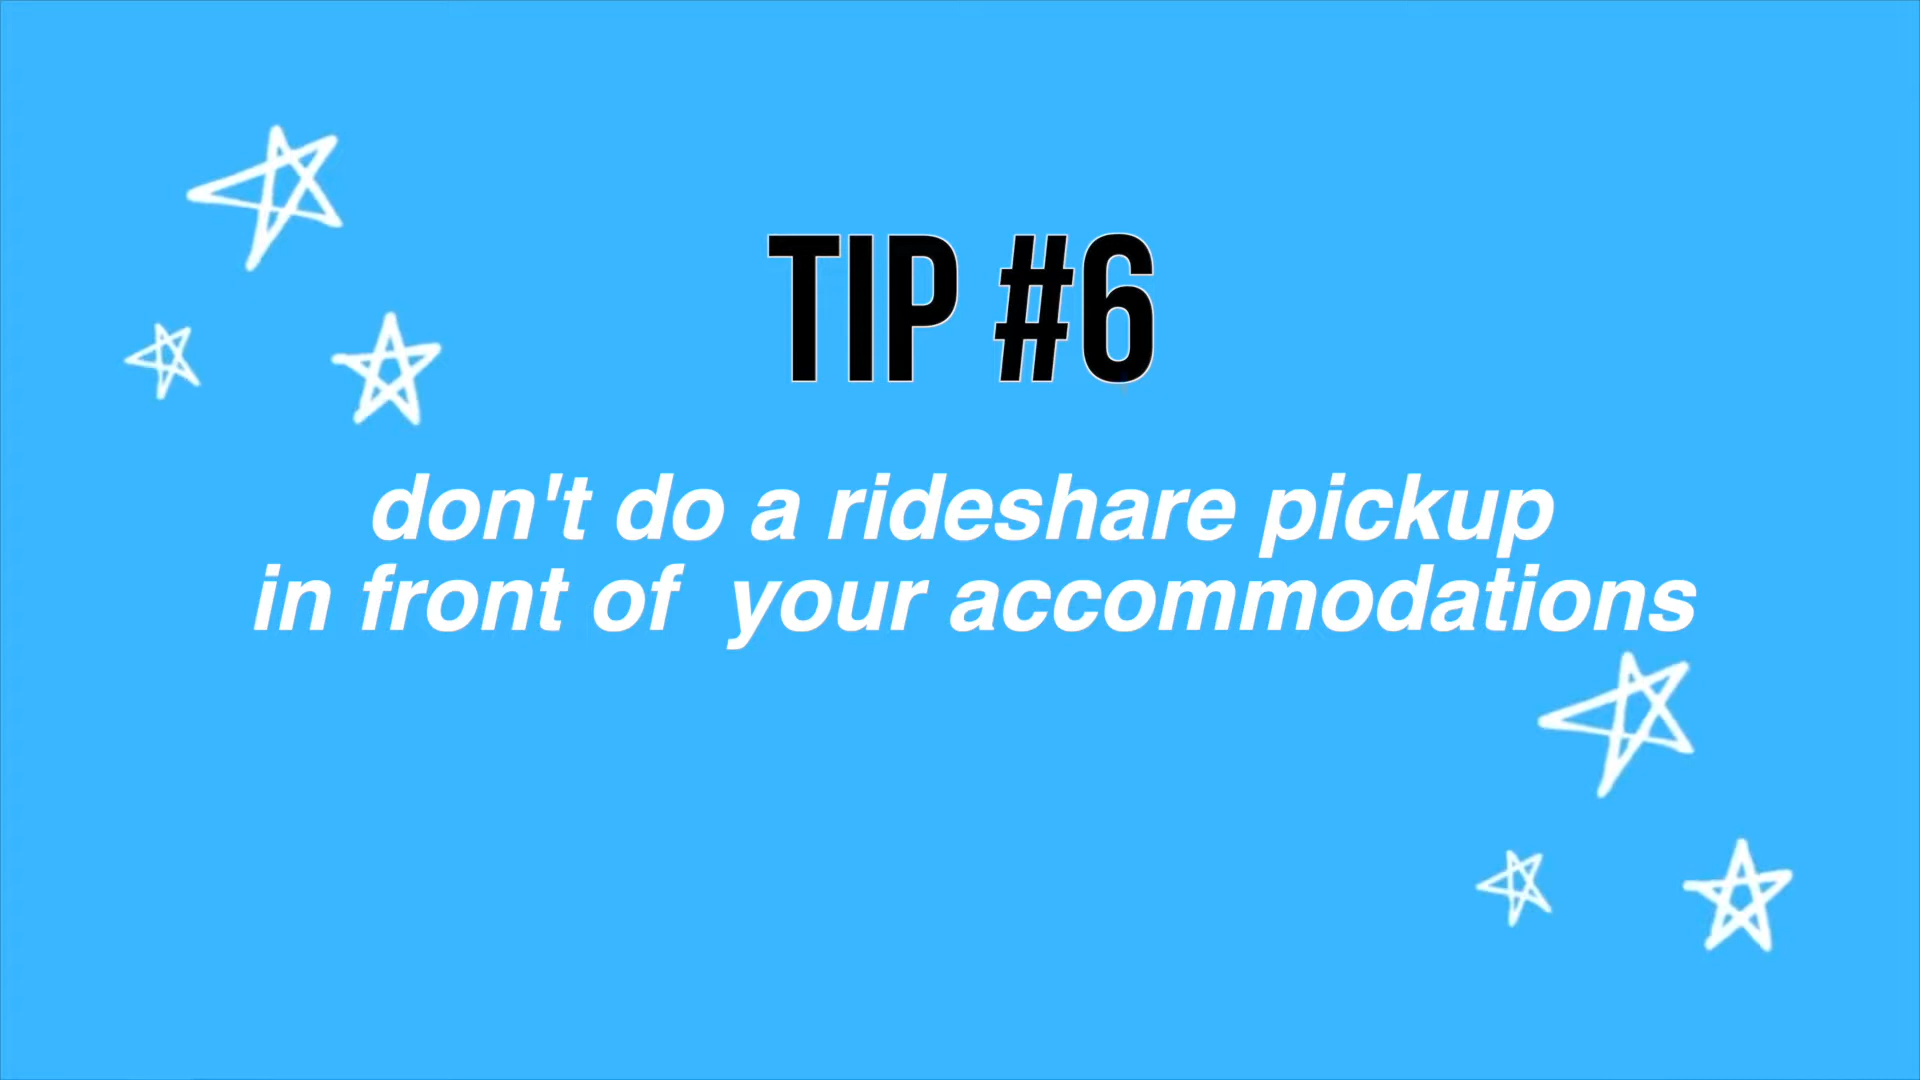 TIP #6
don't do a rideshare pickup
in front of  your accommodations